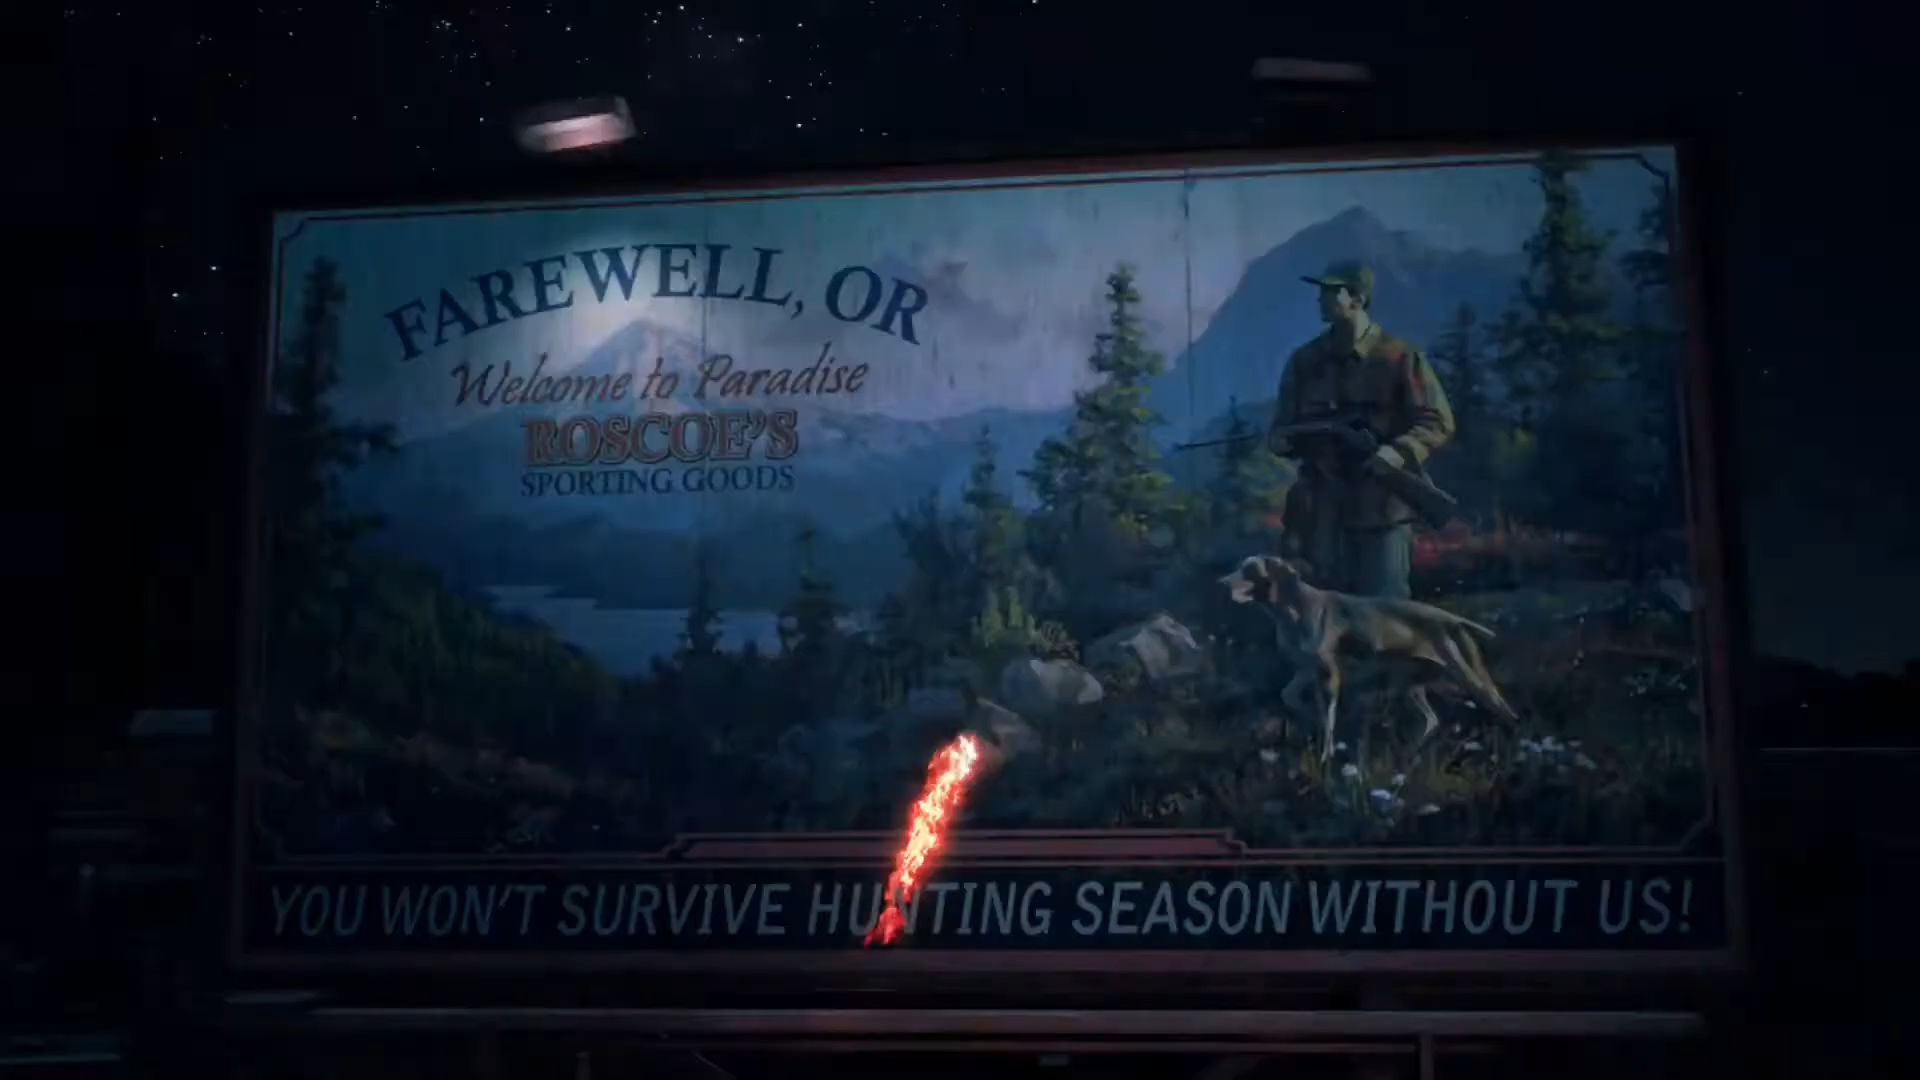 FAREWELL, OR
Welcome to Paradise
ROSCOE'S
SPORTING GOODS
YOU WON'T SURVIVE HUNTING SEASON WITHOUT US!